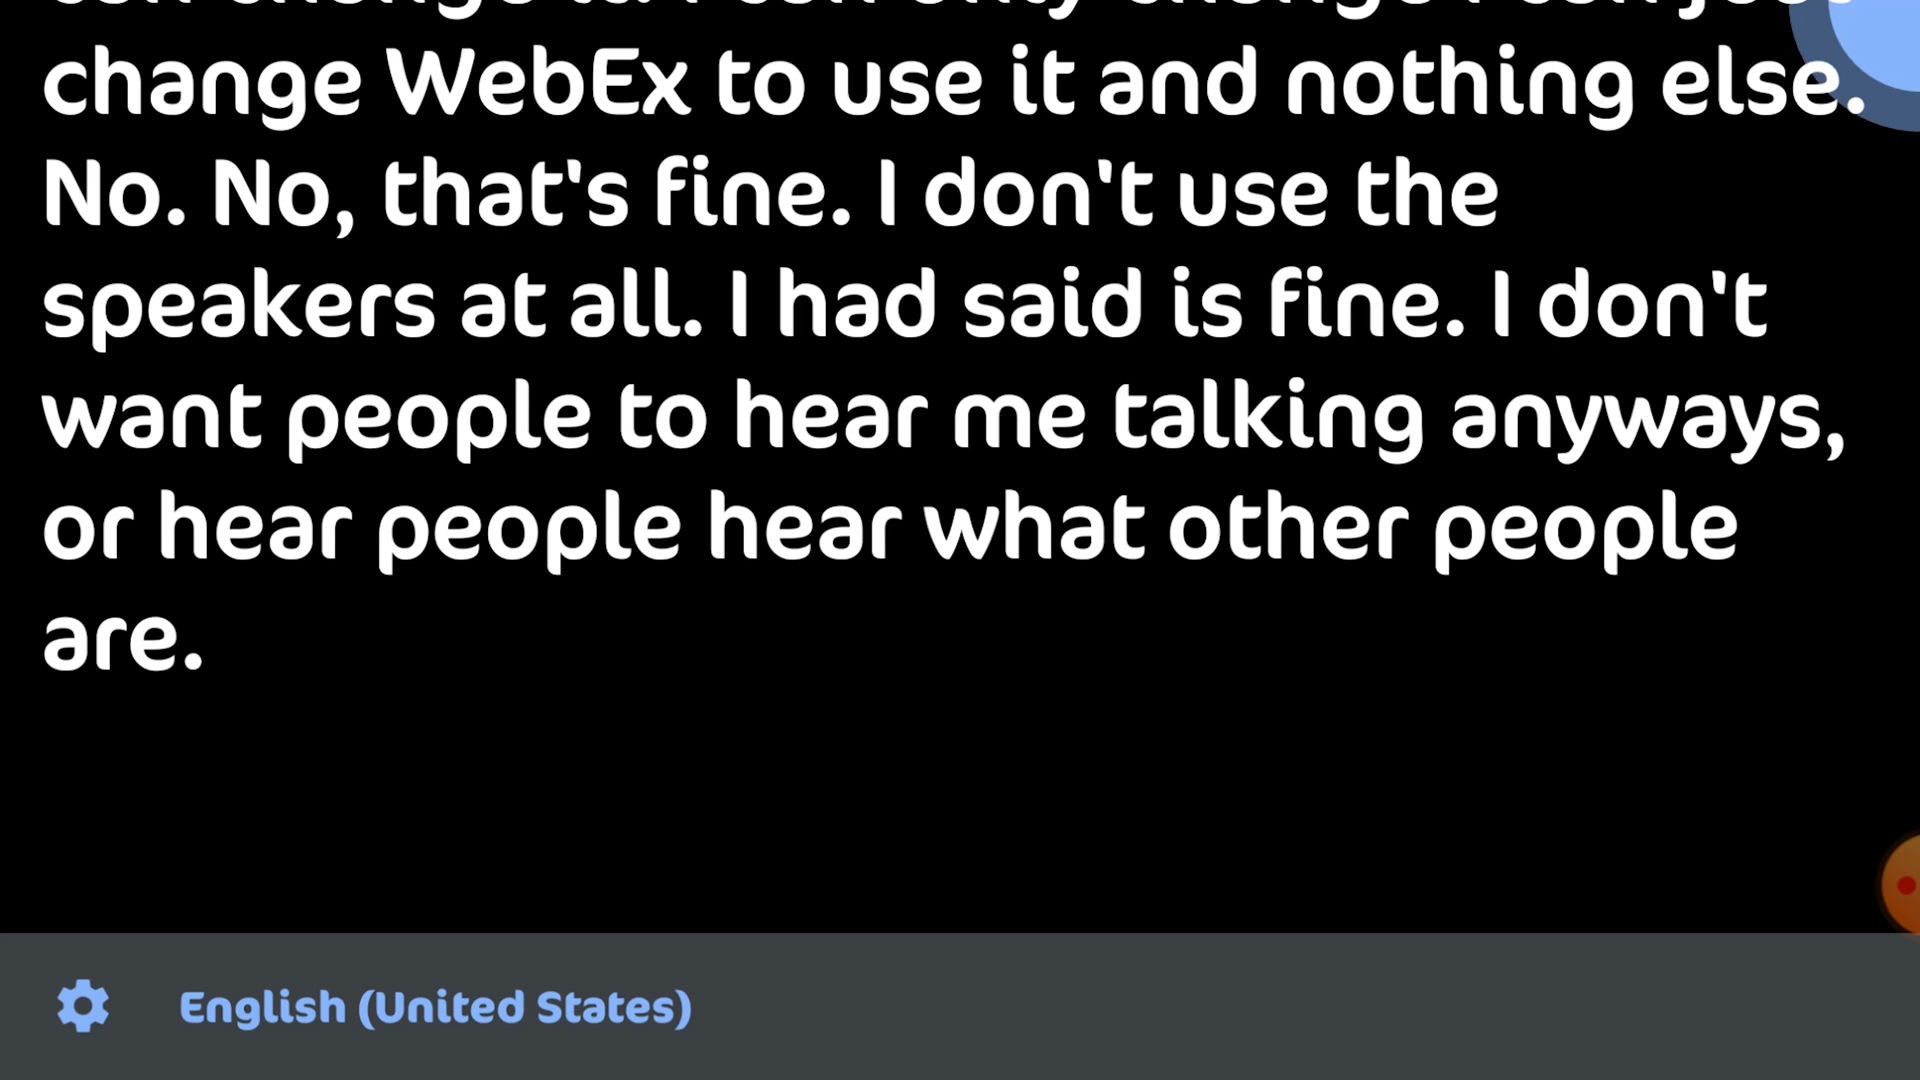 change WebEx to use it and nothing else.
No. No, that's fine. I don't use the
speakers at all. I had said is fine. I don't
want people to hear me talking anyways,
or hear people hear what other people
are.
English (United States)